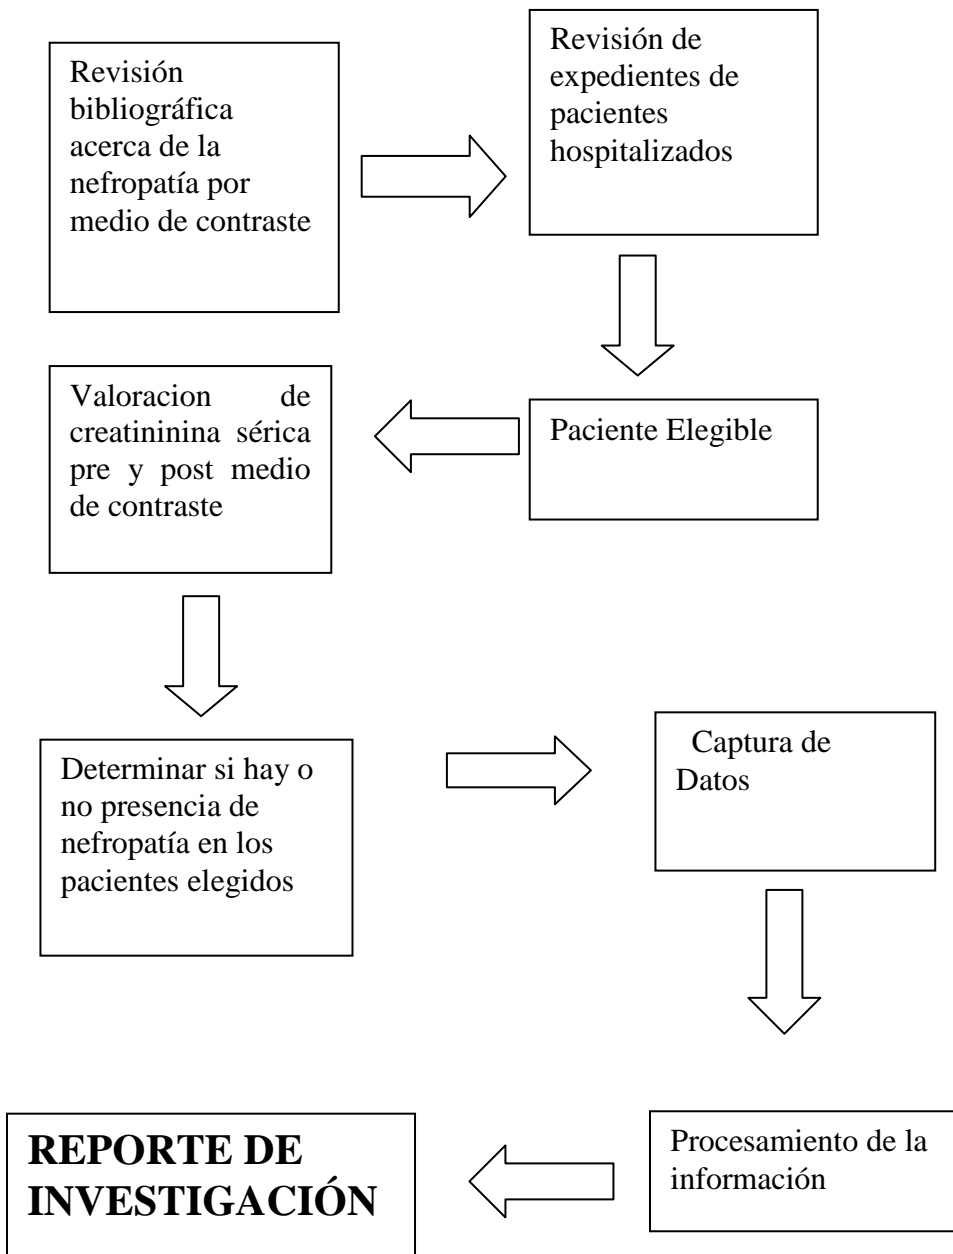 Revisión
bibliográfica
acerca de la
nefropatía por
medio de contraste
Revisión de
expedientes de
pacientes
hospitalizados
Paciente Elegible
Valoracion de
creatininina sérica
pre y post medio
de contraste
Determinar si hay o
no presencia de
nefropatía en los
pacientes elegidos
Captura de
Datos
Procesamiento de la
información
REPORTE DE
INVESTIGACIÓN